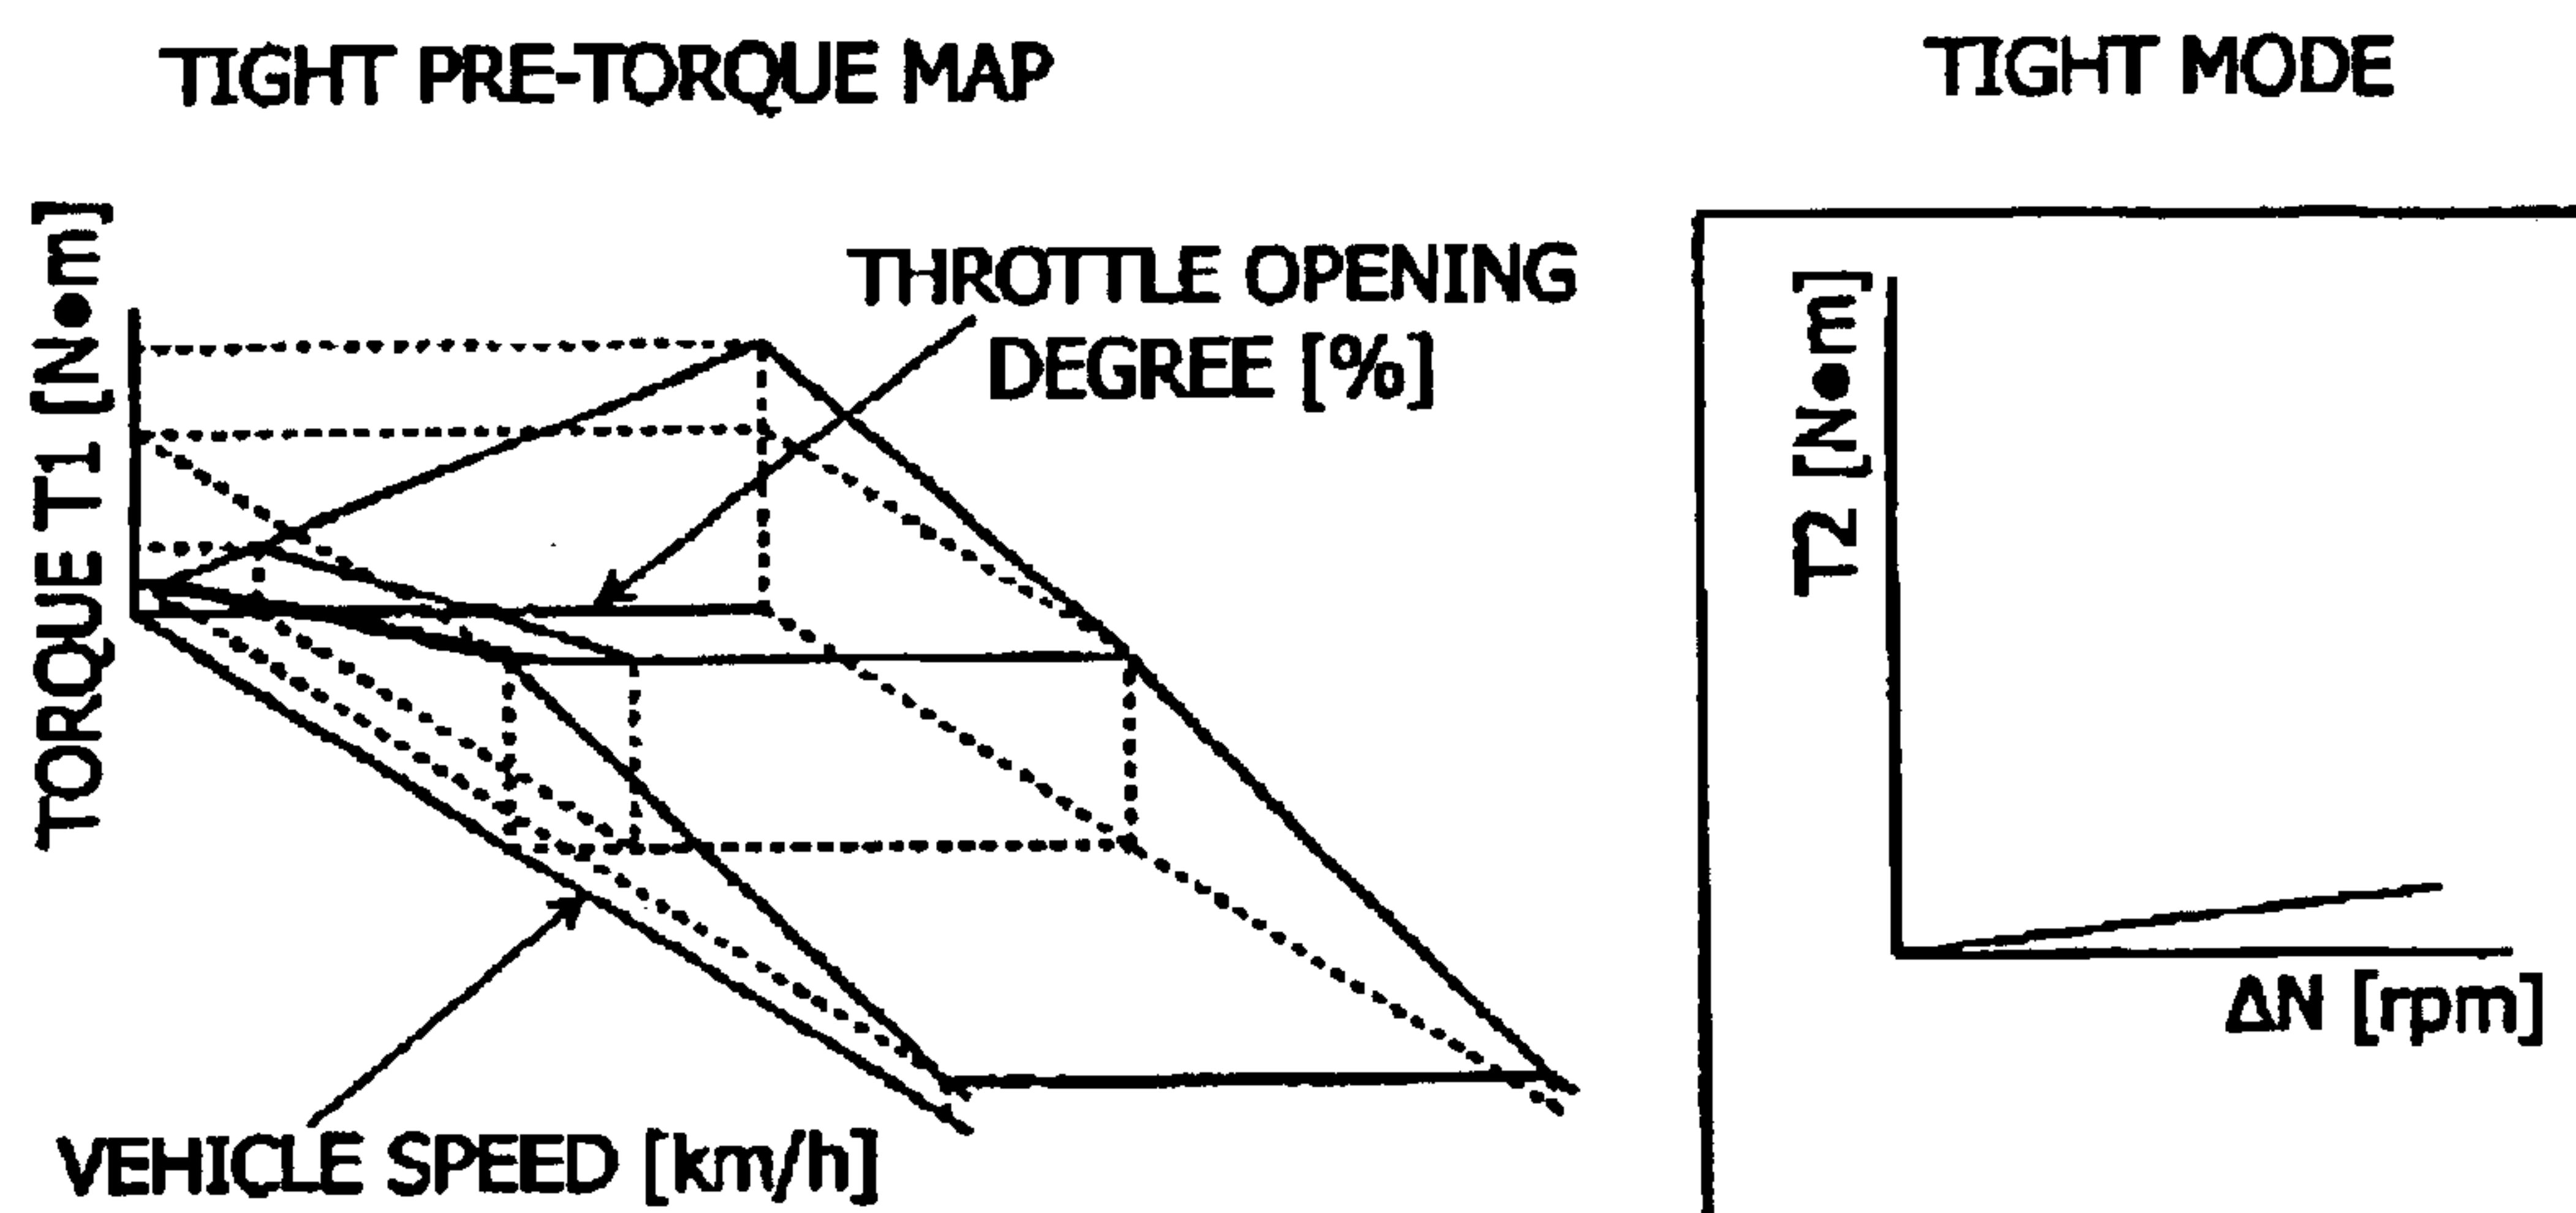 TIGHT PRE-TORQUE MAP
TORQUE T1 [N•m]
THROTTLE OPENING
DEGREE [%]
VEHICLE SPEED [km/h]
TIGHT MODE
T2 [N•m]
ΔN [rpm]